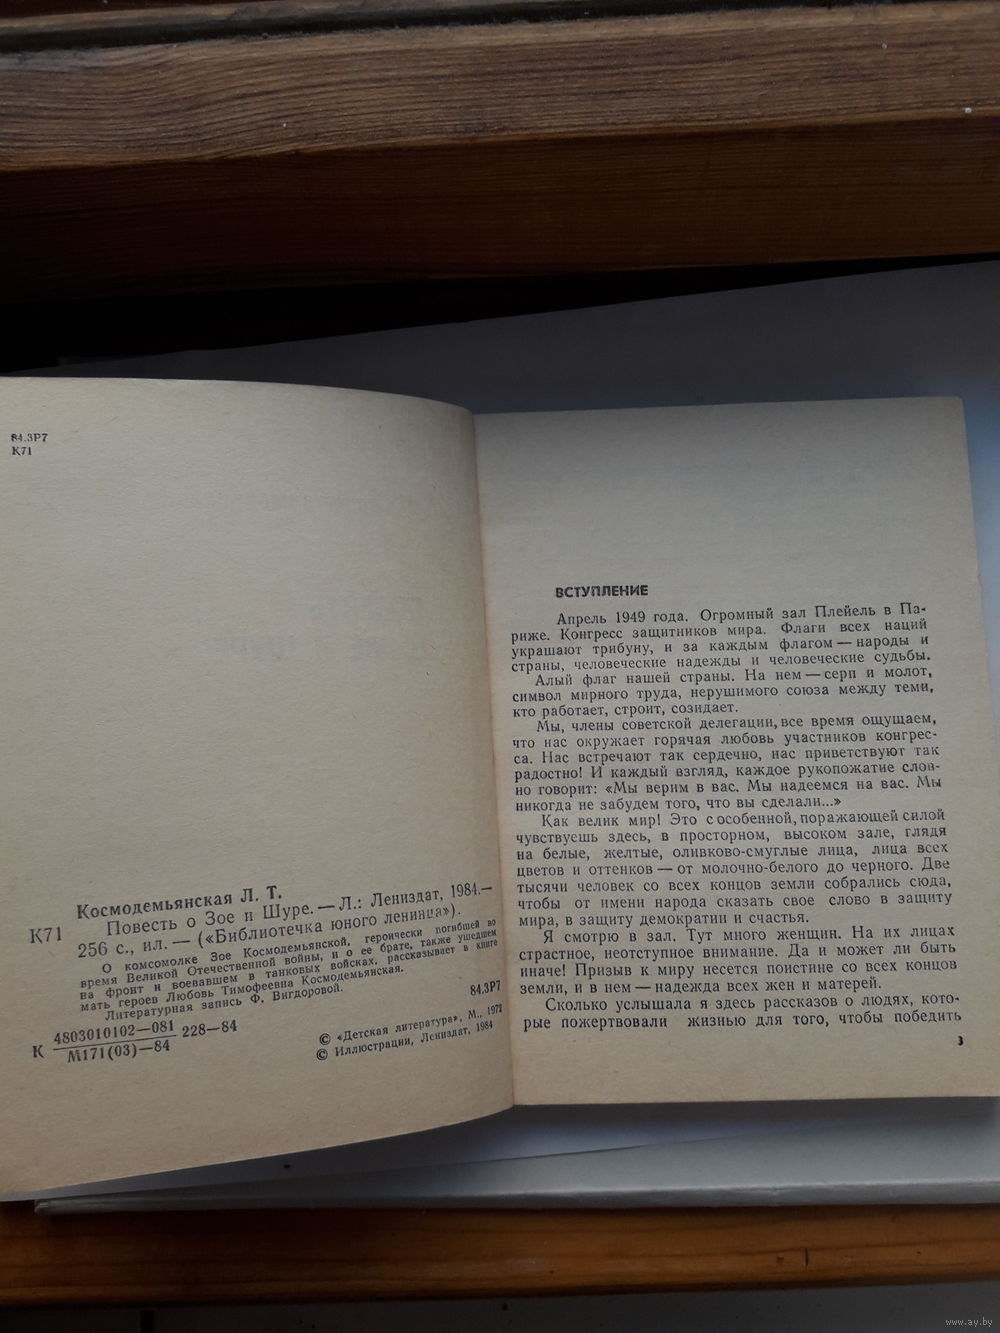 84.3Р7
К71
Космодемьянская Л. Т.
К71 Повесть о Зое и Шуре. — Л.: Лениздат, 1984.—
256 с., ил. — («Библиотечка юного ленинца»).
О комсомолке Зое Космодемьянской, героически погибшей во
время Великой Отечественной войны, и о ее брате, также ушедшем
на фронт и воевавшем в танковых войсках, рассказывает в книге
мать героев Любовь Тимофеевна Космодемьянская.
Литературная запись Ф. Вигдоровой.
К 4803010102—081 228—84
М171(03)—84
84.3Р7
© «Детская литература», М., 1972
© Иллюстрации, Лениздат, 1984
ВСТУПЛЕНИЕ
Апрель 1949 года. Огромный зал Плейель в Па-
риже. Конгресс защитников мира. Флаги всех наций
украшают трибуну, и за каждым флагом — народы и
страны, человеческие надежды и человеческие судьбы.
Алый флаг нашей страны. На нем — серп и молот,
символ мирного труда, нерушимого союза между теми,
кто работает, строит, созидает.
Мы, члены советской делегации, все время ощущаем,
что нас окружает горячая любовь участников конгрес-
са. Нас встречают так сердечно, нас приветствуют так
радостно! И каждый взгляд, каждое рукопожатие слов-
но говорит: «Мы верим в вас. Мы надеемся на вас. Мы
никогда не забудем того, что вы сделали...»
Как велик мир! Это с особенной, поражающей силой
чувствуешь здесь, в просторном, высоком зале, глядя
на белые, желтые, оливково-смуглые лица, лица всех
цветов и оттенков — от молочно-белого до черного. Две
тысячи человек со всех концов земли собрались сюда,
чтобы от имени народа сказать свое слово в защиту
мира, в защиту демократии и счастья.
Я смотрю в зал. Тут много женщин. На их лицах
страстное, неотступное внимание. Да и может ли быть
иначе! Призыв к миру несется поистине со всех концов
земли, и в нем — надежда всех жен и матерей.
Сколько услышала я здесь рассказов о людях, кото-
рые пожертвовали жизнью для того, чтобы победить
3
www.ay.by